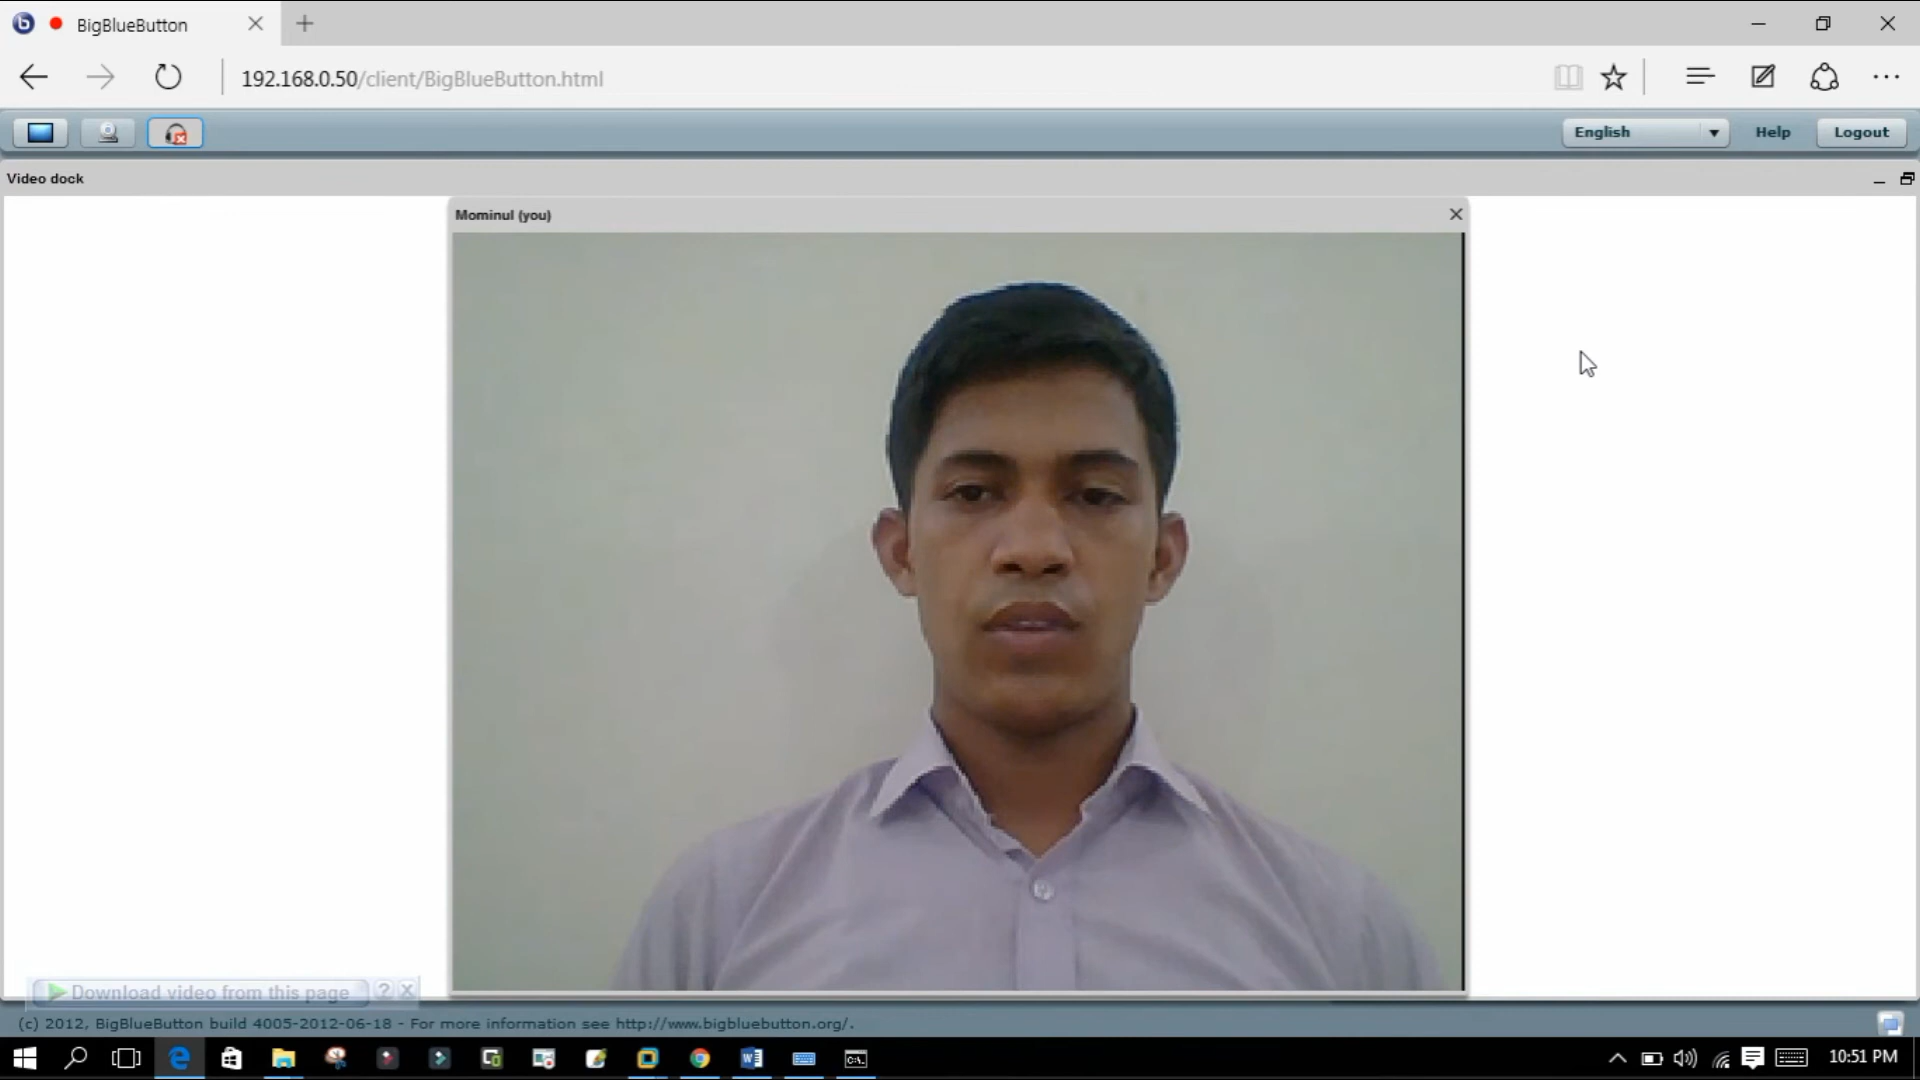 BigBlueButton
192.168.0.50/client/BigBlueButton.html
English
Help
Logout
Video dock
Mominul (you)
Download video from this page
?
(c) 2012, BigBlueButton build 4005-2012-06-18 - For more information see http://www.bigbluebutton.org/.
10:51 PM